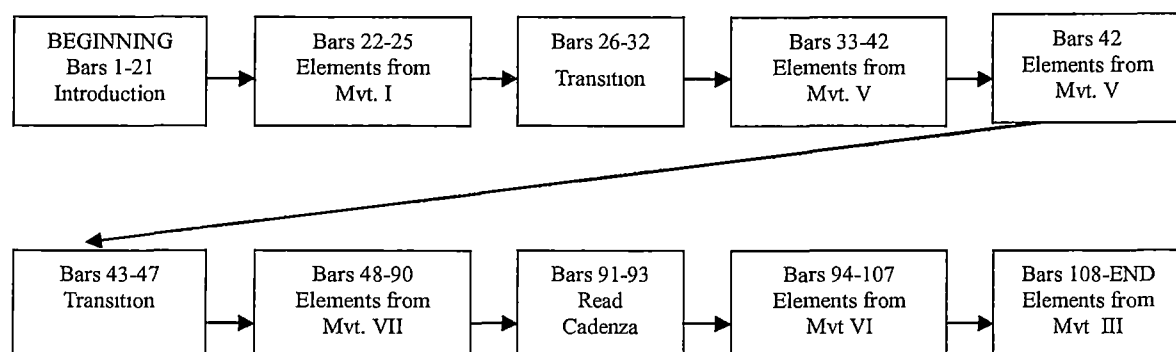 BEGINNING
Bars 1-21
Introduction
Bars 22-25
Elements from
Mvt. I
Bars 26-32
Transition
Bars 33-42
Elements from
Mvt. V
Bars 42
Elements from
Mvt. V
Bars 43-47
Transition
Bars 48-90
Elements from
Mvt. VII
Bars 91-93
Read
Cadenza
Bars 94-107
Elements from
Mvt VI
Bars 108-END
Elements from
Mvt III